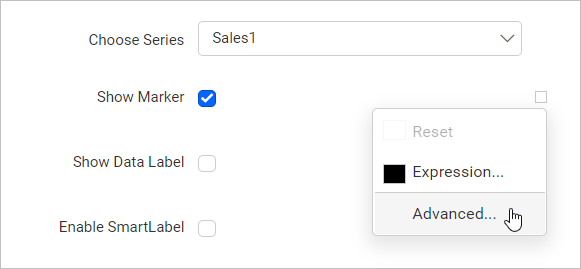 Choose Series Sales1
Show Marker
Reset
Show Data Label
Expression...
Advanced...
Enable SmartLabel